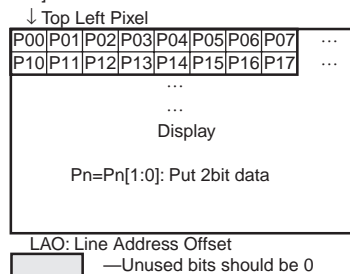 ↓ Top Left Pixel
P00 P01 P02 P03 P04 P05 P06 P07 …
P10 P11 P12 P13 P14 P15 P16 P17 …
…
…
Display
Pn=Pn[1:0]: Put 2bit data
LAO: Line Address Offset
—Unused bits should be 0